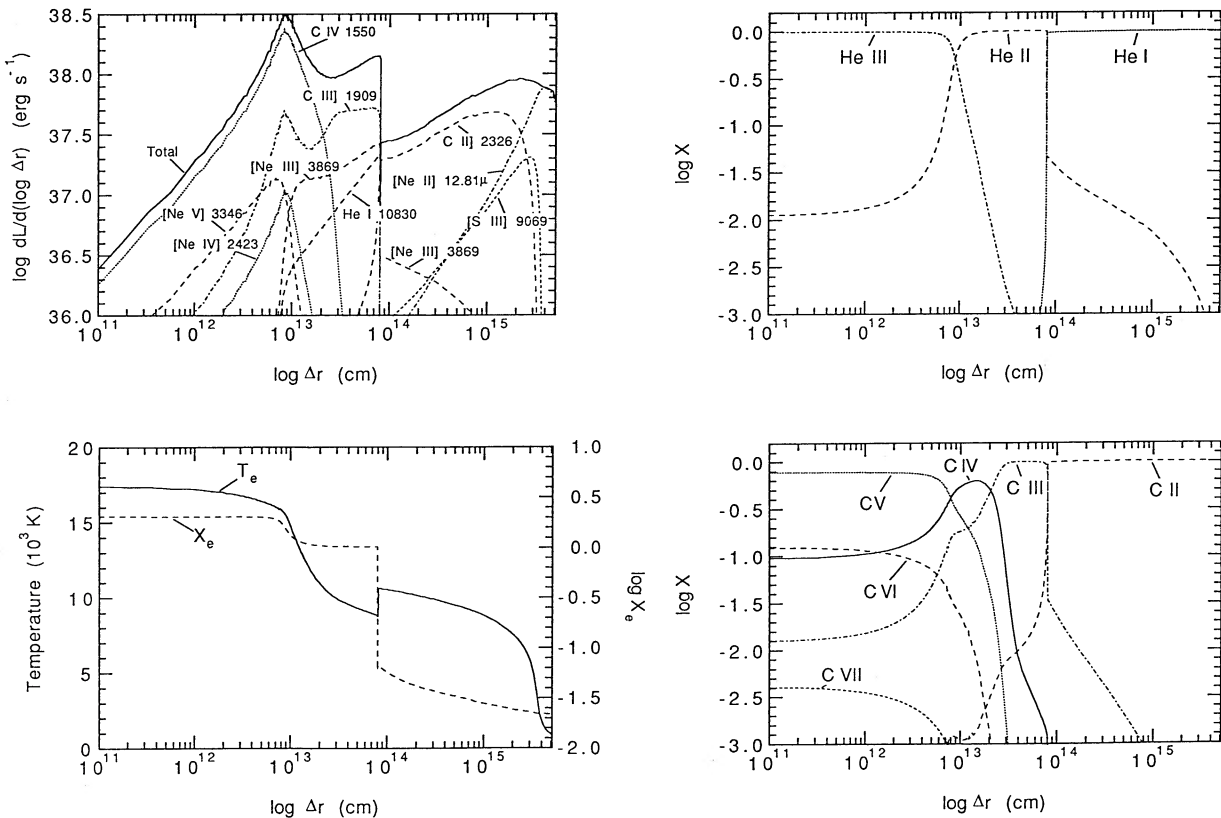 log dL/d(log Δr) (erg s⁻¹)
38.5
38.0
37.5
37.0
36.5
36.0
C IV 1550
C III] 1909
C II] 2326
Total
[Ne III] 3869
[Ne II] 12.81μ
[Ne V] 3346
He I 10830
[S III] 9069
[Ne IV] 2423
[Ne III] 3869
10¹¹ 10¹² 10¹³ 10¹⁴ 10¹⁵
log Δr (cm)
log X
0.0
-0.5
-1.0
-1.5
-2.0
-2.5
-3.0
He III
He II
He I
10¹¹ 10¹² 10¹³ 10¹⁴ 10¹⁵
log Δr (cm)
Temperature (10³ K)
20
15
10
5
0
Tₑ
Xₑ
1.0
0.5
0.0
-0.5
-1.0
-1.5
-2.0
log Xₑ
10¹¹ 10¹² 10¹³ 10¹⁴ 10¹⁵
log Δr (cm)
log X
0.0
-0.5
-1.0
-1.5
-2.0
-2.5
-3.0
C IV
CV
C III
C II
C VI
C VII
10¹¹ 10¹² 10¹³ 10¹⁴ 10¹⁵
log Δr (cm)